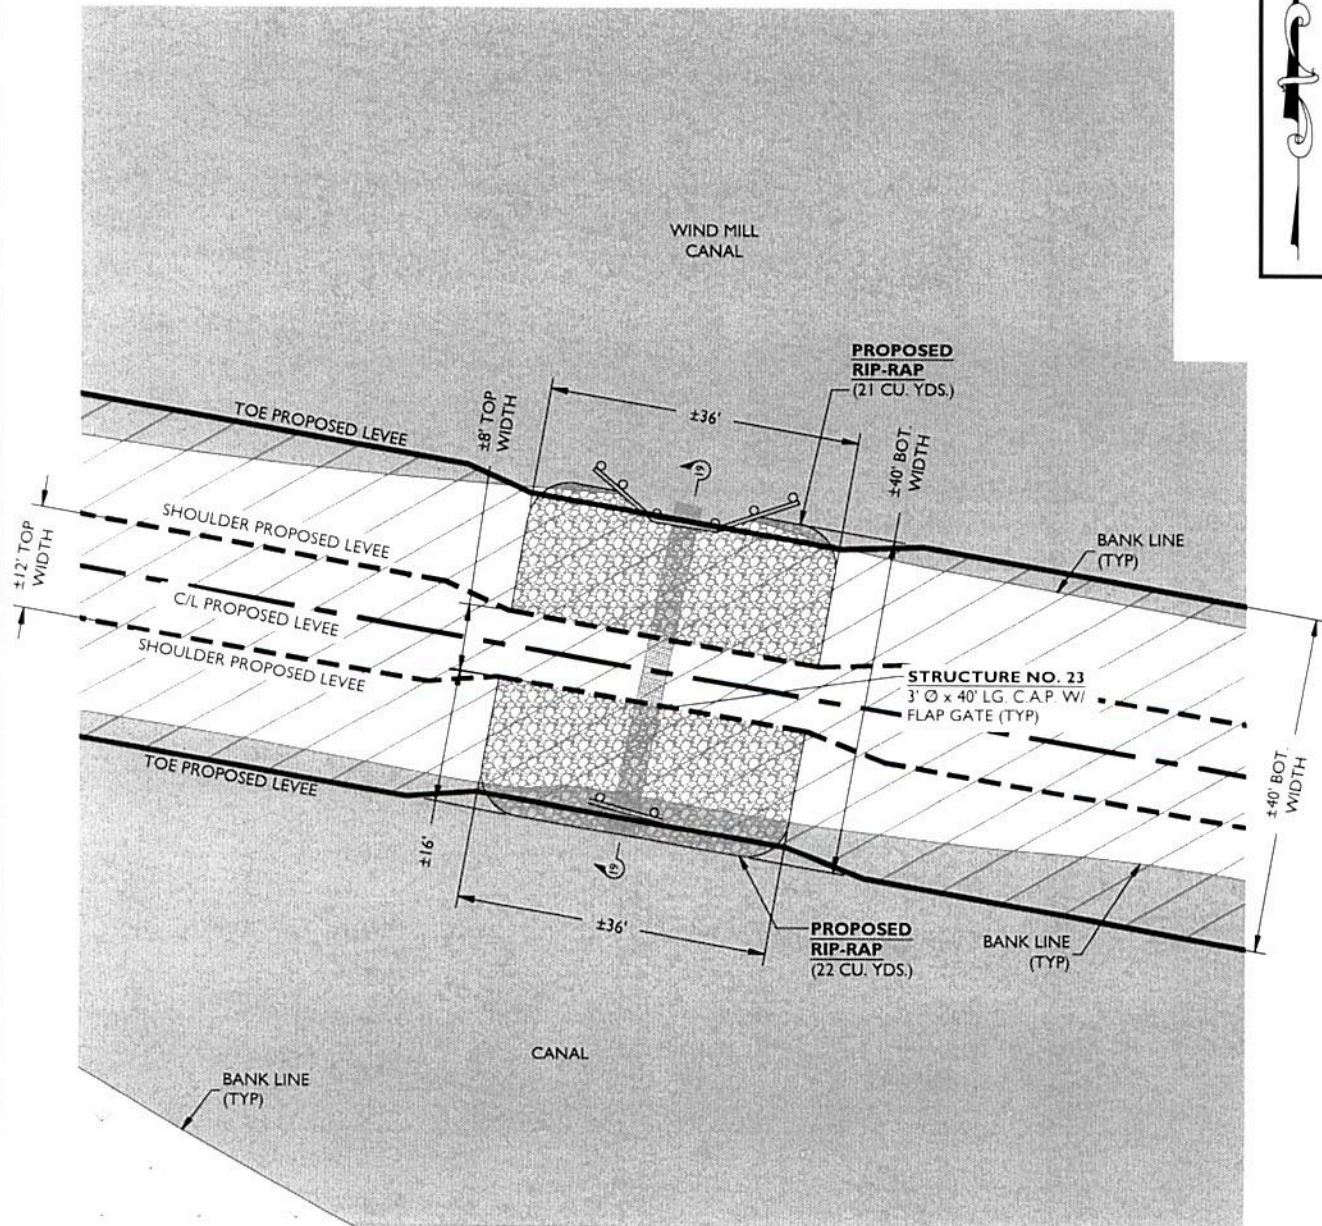 WIND MILL
CANAL
PROPOSED
RIP-RAP
(21 CU. YDS.)
±36'
±8' TOP
WIDTH
TOE PROPOSED LEVEE
19
±40' BOT.
WIDTH
±12' TOP
WIDTH
SHOULDER PROPOSED LEVEE
BANK LINE
(TYP)
C/L PROPOSED LEVEE
SHOULDER PROPOSED LEVEE
STRUCTURE NO. 23
3' Ø x 40' LG. C.A.P. W/
FLAP GATE (TYP)
TOE PROPOSED LEVEE
±40' BOT.
WIDTH
±16'
19
±36'
PROPOSED
RIP-RAP
(22 CU. YDS.)
BANK LINE
(TYP)
CANAL
BANK LINE
(TYP)